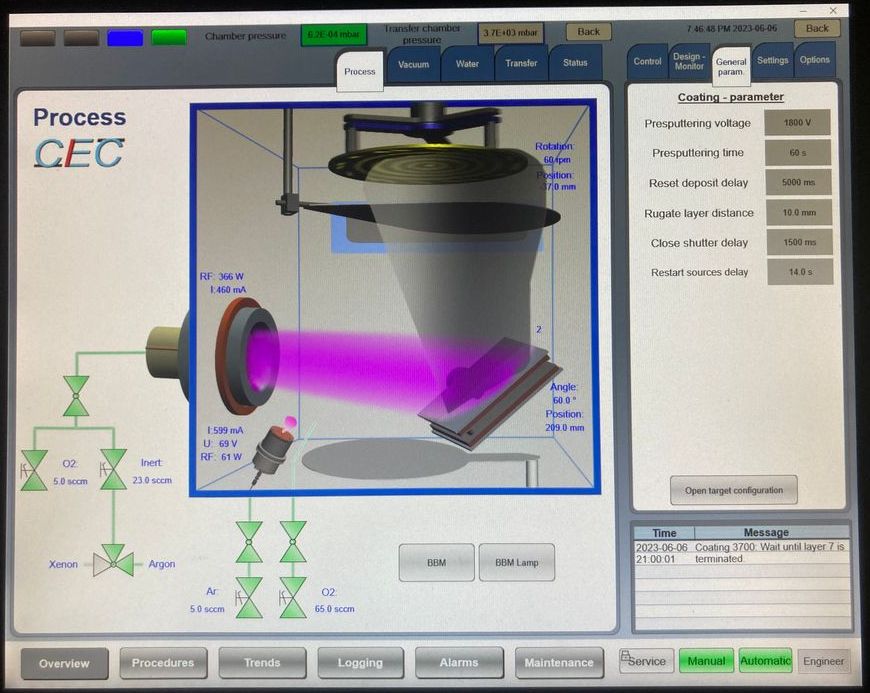 Chamber pressure
6.2E-04 mbar
Transfer chamber
pressure
3.7E+03 mbar
Back
7:46:48 PM 2023-06-06
Back
Process
Vacuum
Water
Transfer
Status
Control
Design -
Monitor
General
param.
Settings
Options
Process
CEC
Rotation:
60 rpm
Position:
-37.0 mm
RF: 366 W
I:460 mA
2
Angle:
60.0 °
Position:
209.0 mm
I:599 mA
U: 69 V
RF: 61 W
O2:
5.0 sccm
Inert:
23.0 sccm
Xenon
Argon
Ar:
5.0 sccm
O2:
65.0 sccm
BBM
BBM Lamp
Coating - parameter
Presputtering voltage 1800 V
Presputtering time 60 s
Reset deposit delay 5000 ms
Rugate layer distance 10.0 mm
Close shutter delay 1500 ms
Restart sources delay 14.0 s
Open target configuration
Time Message
2023-06-06 Coating 3700: Wait until layer 7 is
21:00:01 terminated.
Overview
Procedures
Trends
Logging
Alarms
Maintenance
Service
Manual
Automatic
Engineer